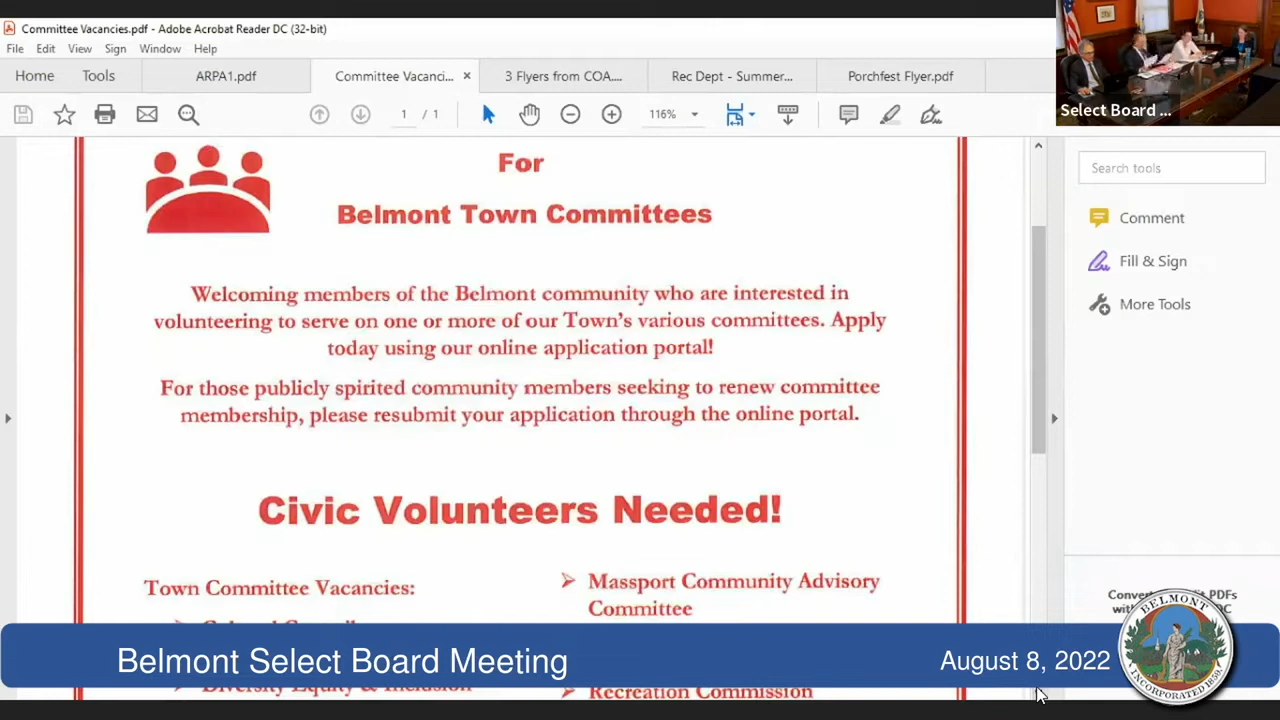 Committee Vacancies.pdf - Adobe Acrobat Reader DC (32-bit)
File Edit View Sign Window Help
Home Tools ARPA1.pdf Committee Vacanci... × 3 Flyers from COA.... Rec Dept - Summer... Porchfest Flyer.pdf
1 / 1 116%
Select Board ...
Search tools
Comment
Fill & Sign
More Tools
For
Belmont Town Committees
Welcoming members of the Belmont community who are interested in
volunteering to serve on one or more of our Town's various committees. Apply
today using our online application portal!
For those publicly spirited community members seeking to renew committee
membership, please resubmit your application through the online portal.
Civic Volunteers Needed!
Town Committee Vacancies:
Massport Community Advisory
Committee
Diversity Equity & Inclusion
Recreation Commission
Belmont Select Board Meeting
August 8, 2022
BELMONT
INCORPORATED 1859